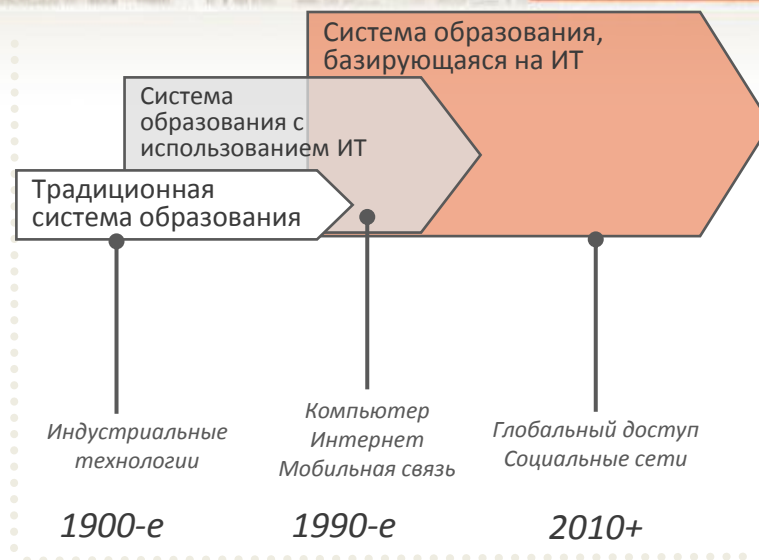 Система образования,
базирующаяся на ИТ
Система
образования с
использованием ИТ
Традиционная
система образования
Индустриальные
технологии
Компьютер
Интернет
Мобильная связь
Глобальный доступ
Социальные сети
1900-е
1990-е
2010+